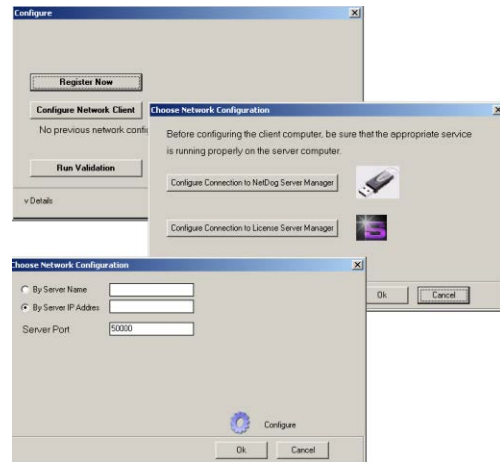 Configure
Register Now
Configure Network Client
No previous network config
Run Validation
v Details
Choose Network Configuration
Before configuring the client computer, be sure that the appropriate service
is running properly on the server computer.
Configure Connection to NetDog Server Manager
Configure Connection to License Server Manager
S
Ok
Cancel
Choose Network Configuration
By Server Name
By Server IP Addres
Server Port
50000
Configure
Ok
Cancel